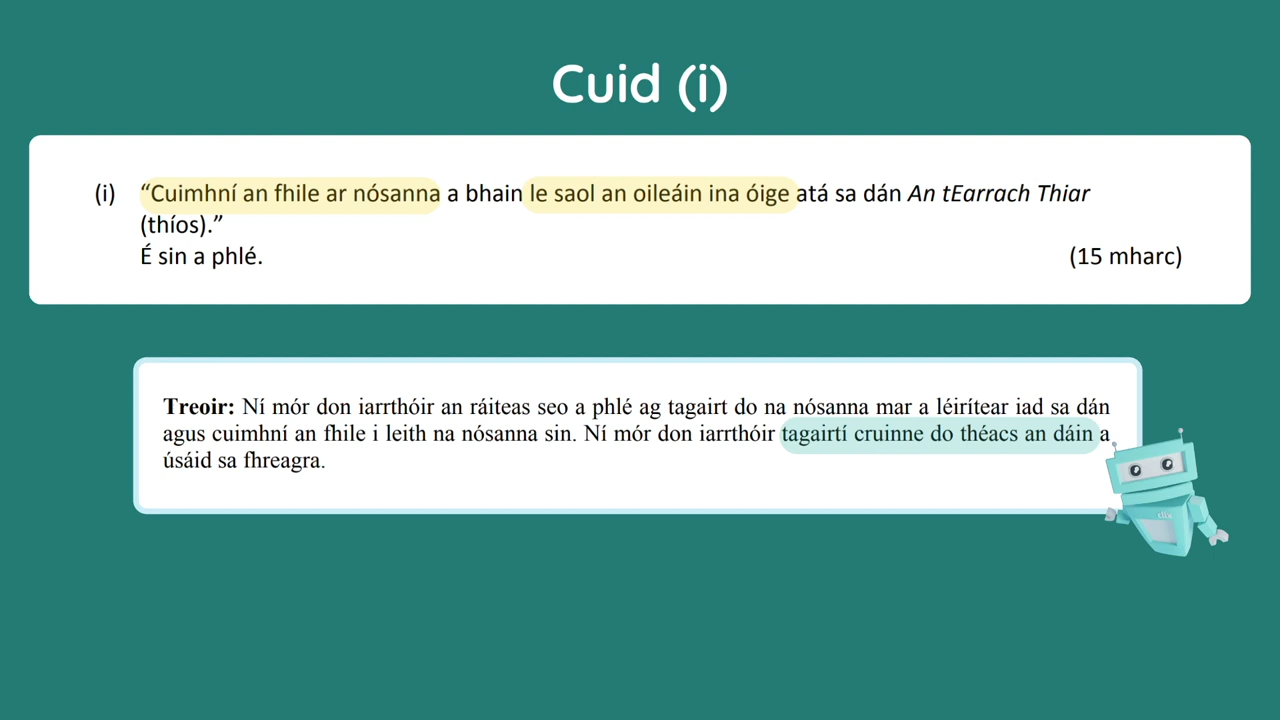 Cuid (i)
(i) “Cuimhní an fhile ar nósanna a bhain le saol an oileáin ina óige atá sa dán An tEarrach Thiar
(thíos).”
É sin a phlé. (15 mharc)
Treoir: Ní mór don iarrthóir an ráiteas seo a phlé ag tagairt do na nósanna mar a léirítear iad sa dán
agus cuimhní an fhile i leith na nósanna sin. Ní mór don iarrthóir tagairtí cruinne do théacs an dáin a
úsáid sa fhreagra.